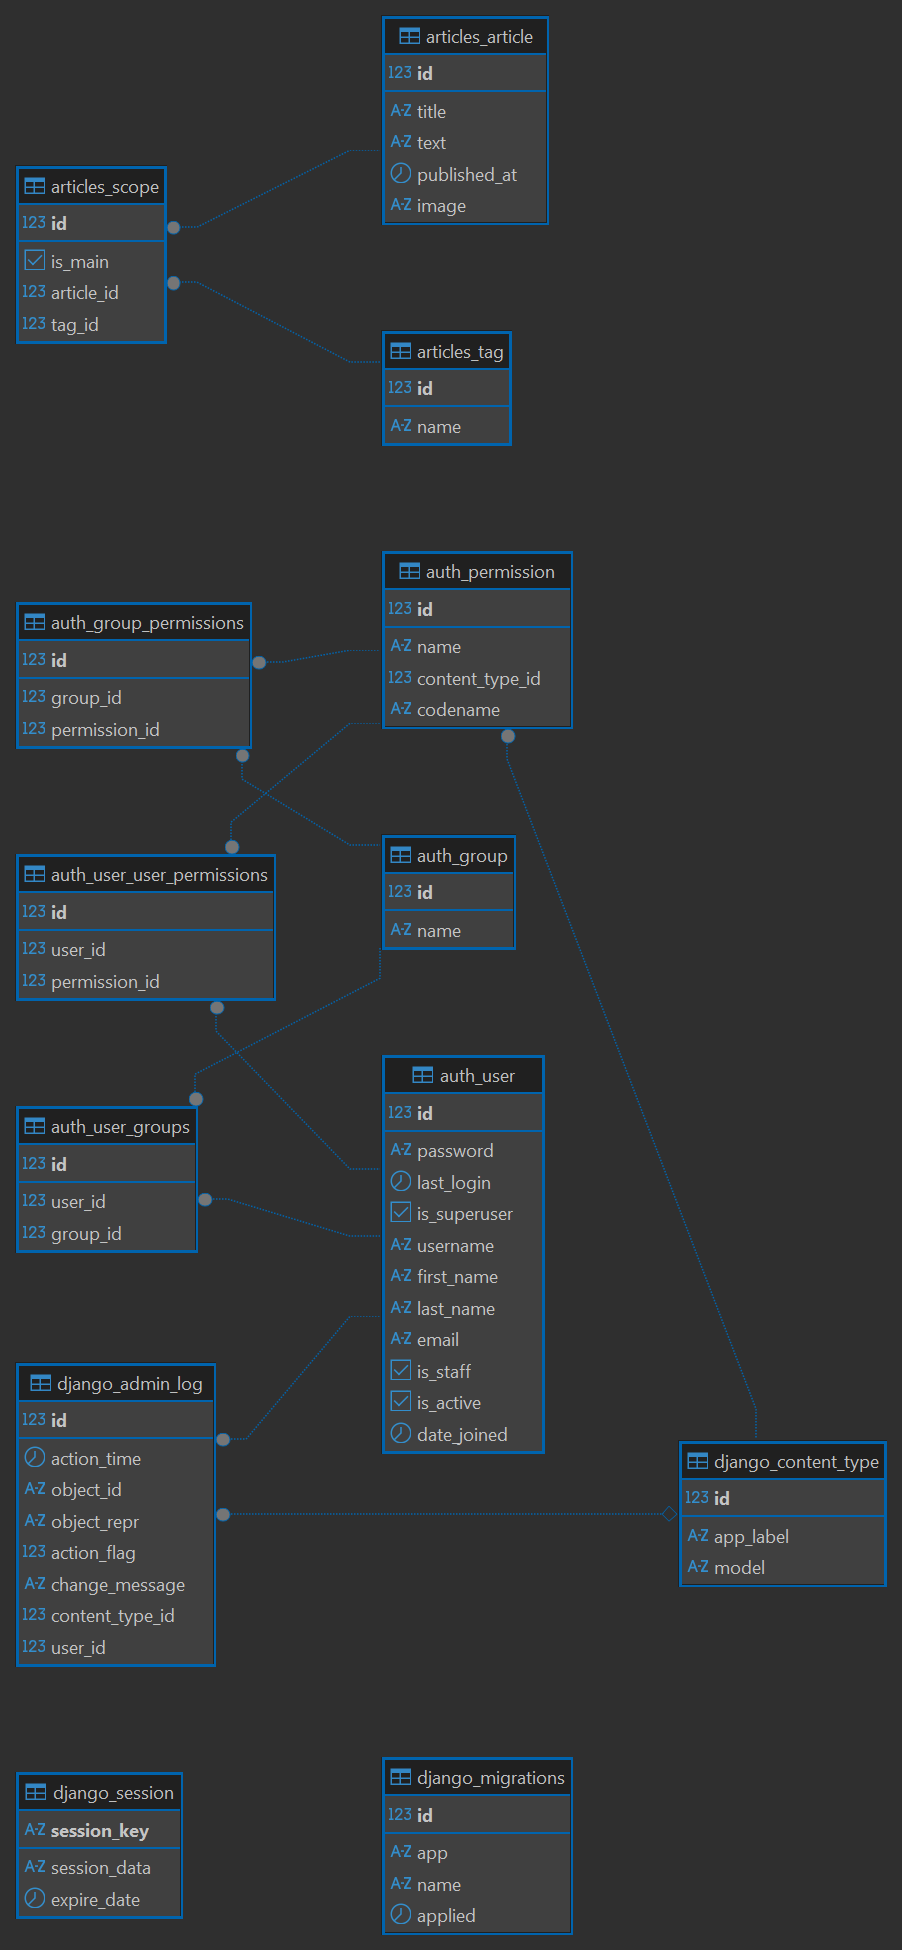 articles_article
123 id
A-Z title
A-Z text
published_at
A-Z image
articles_scope
123 id
is_main
123 article_id
123 tag_id
articles_tag
123 id
A-Z name
auth_permission
123 id
A-Z name
123 content_type_id
A-Z codename
auth_group_permissions
123 id
123 group_id
123 permission_id
auth_group
123 id
A-Z name
auth_user_user_permissions
123 id
123 user_id
123 permission_id
auth_user
123 id
A-Z password
last_login
is_superuser
A-Z username
A-Z first_name
A-Z last_name
A-Z email
is_staff
is_active
date_joined
auth_user_groups
123 id
123 user_id
123 group_id
django_admin_log
123 id
action_time
A-Z object_id
A-Z object_repr
123 action_flag
A-Z change_message
123 content_type_id
123 user_id
django_content_type
123 id
A-Z app_label
A-Z model
django_session
A-Z session_key
A-Z session_data
expire_date
django_migrations
123 id
A-Z app
A-Z name
applied